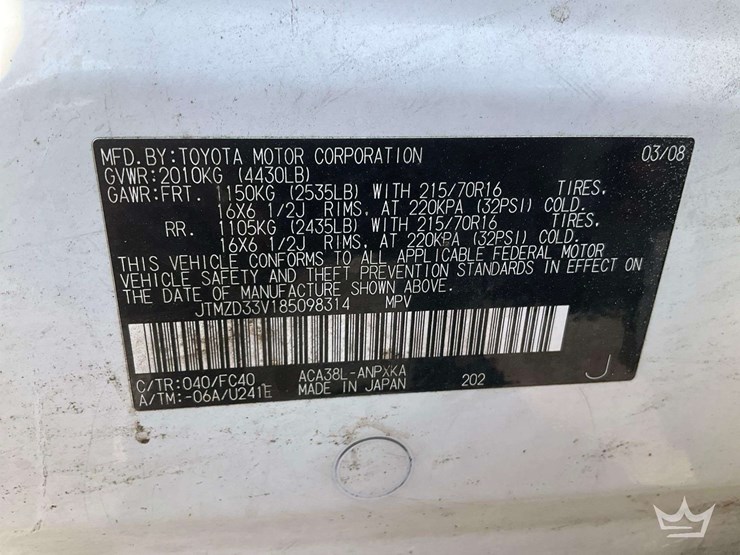 MFD.BY:TOYOTA MOTOR CORPORATION 03/08
GVWR:2010KG (4430LB)
GAWR:FRT. 1150KG (2535LB) WITH 215/70R16 TIRES,
16X6 1/2J RIMS, AT 220KPA (32PSI) COLD.
RR. 1105KG (2435LB) WITH 215/70R16 TIRES,
16X6 1/2J RIMS, AT 220KPA (32PSI) COLD.
THIS VEHICLE CONFORMS TO ALL APPLICABLE FEDERAL MOTOR
VEHICLE SAFETY AND THEFT PREVENTION STANDARDS IN EFFECT ON
THE DATE OF MANUFACTURE SHOWN ABOVE.
JTMZD33V185098314 MPV
C/TR:040/FC40 ACA38L-ANPXKA
A/TM:-06A/U241E MADE IN JAPAN 202 J